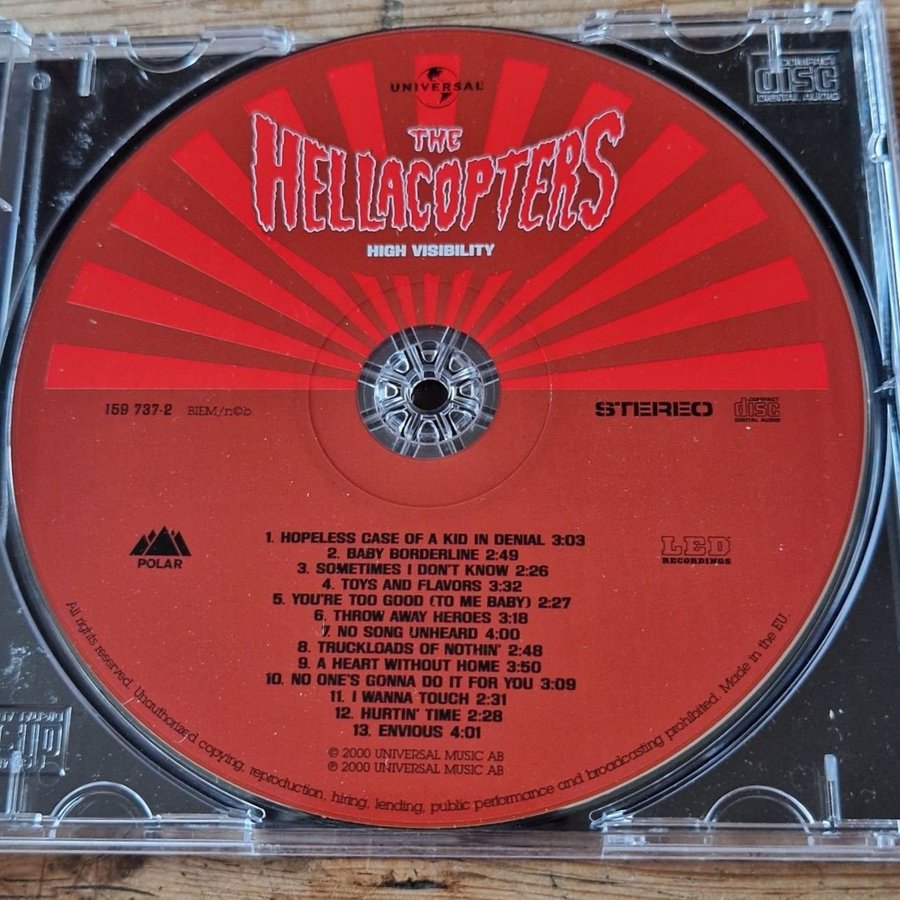 COMPACT
DISC
DIGITAL AUDIO
UNIVERSAL
THE
HELLACOPTERS
HIGH VISIBILITY
159 737-2 BIEM/n©b
STEREO
COMPACT
DISC
DIGITAL AUDIO
POLAR
LED
RECORDINGS
1. HOPELESS CASE OF A KID IN DENIAL 3:03
2. BABY BORDERLINE 2:49
3. SOMETIMES I DON'T KNOW 2:26
4. TOYS AND FLAVORS 3:32
5. YOU'RE TOO GOOD (TO ME BABY) 2:27
6. THROW AWAY HEROES 3:18
7. NO SONG UNHEARD 4:00
8. TRUCKLOADS OF NOTHIN' 2:48
9. A HEART WITHOUT HOME 3:50
10. NO ONE'S GONNA DO IT FOR YOU 3:09
11. I WANNA TOUCH 2:31
12. HURTIN' TIME 2:28
13. ENVIOUS 4:01
© 2000 UNIVERSAL MUSIC AB
℗ 2000 UNIVERSAL MUSIC AB
All rights reserved. Unauthorized copying, reproduction, hiring, lending, public performance and broadcasting prohibited. Made in the EU